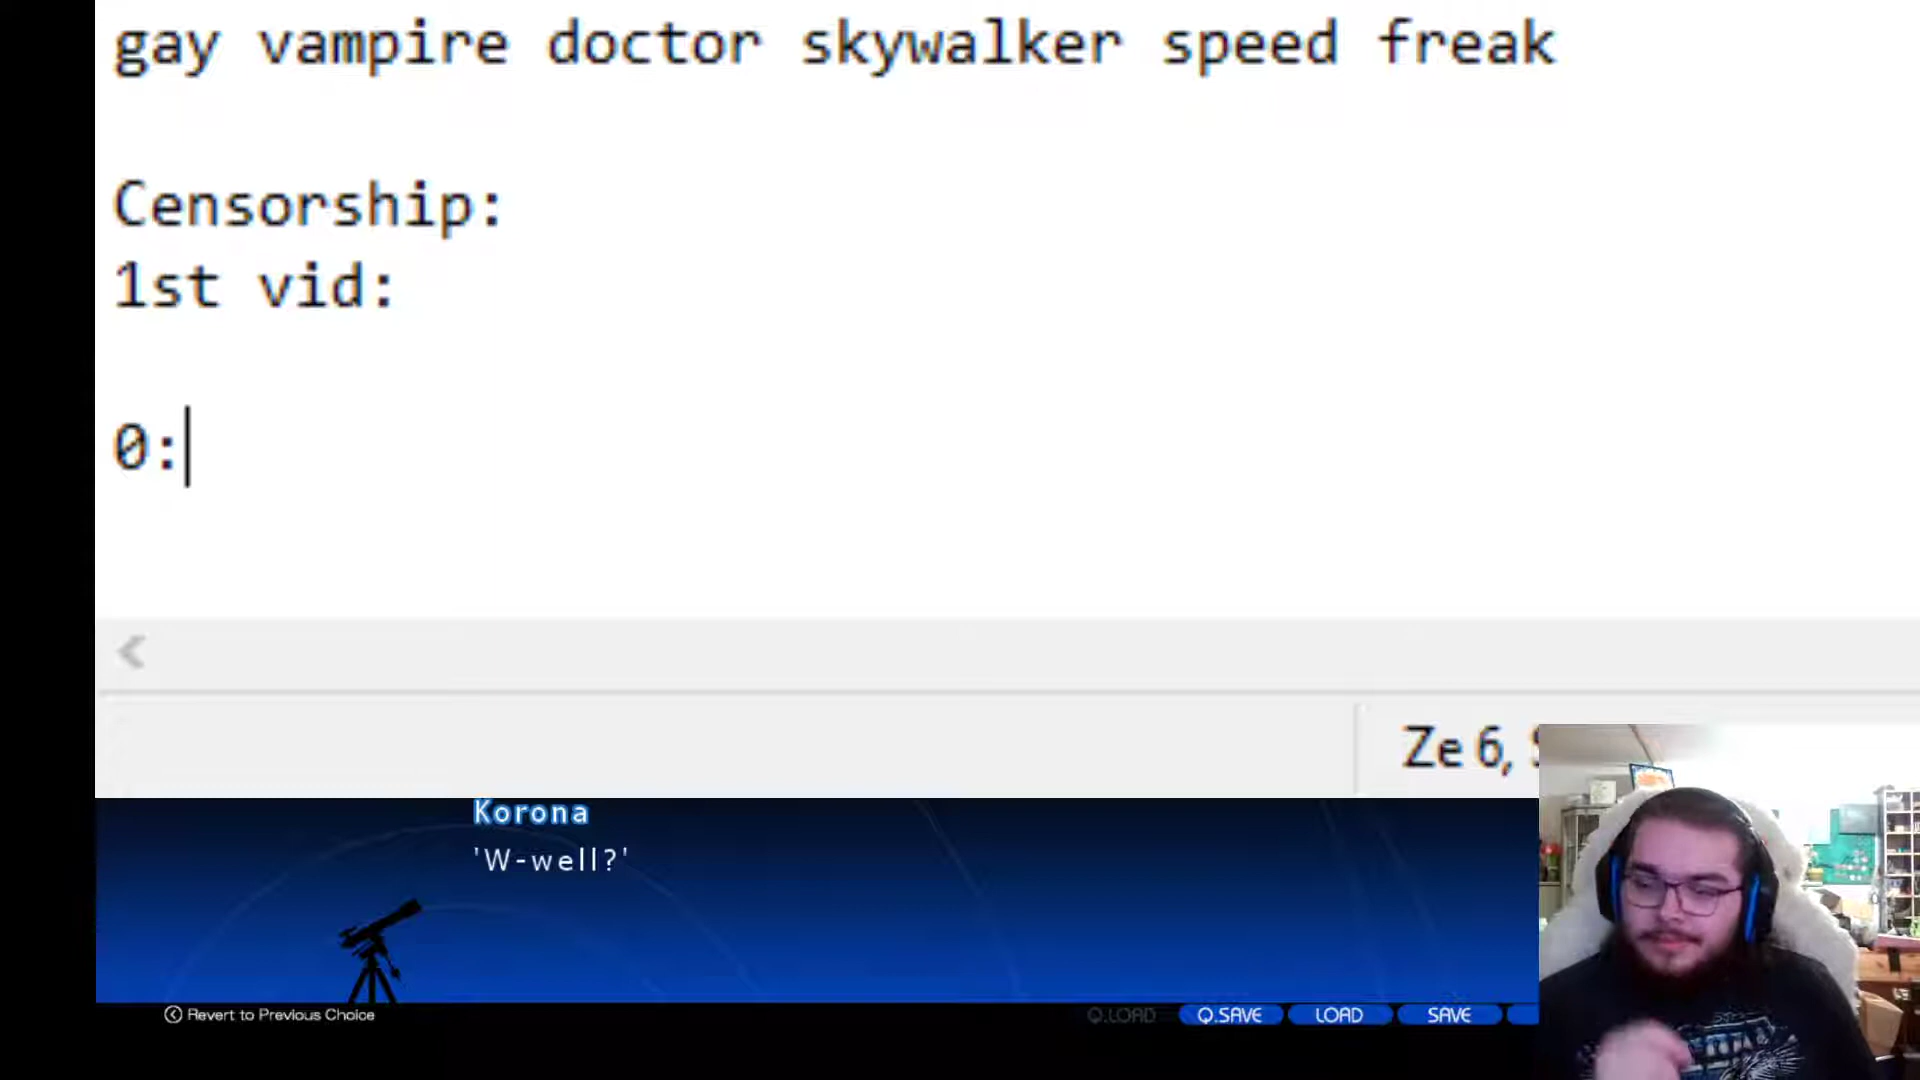 gay vampire doctor skywalker speed freak
Censorship:
1st vid:
0:
Ze 6,
Korona
'W-well?'
Revert to Previous Choice
Q.LOAD
Q.SAVE
LOAD
SAVE